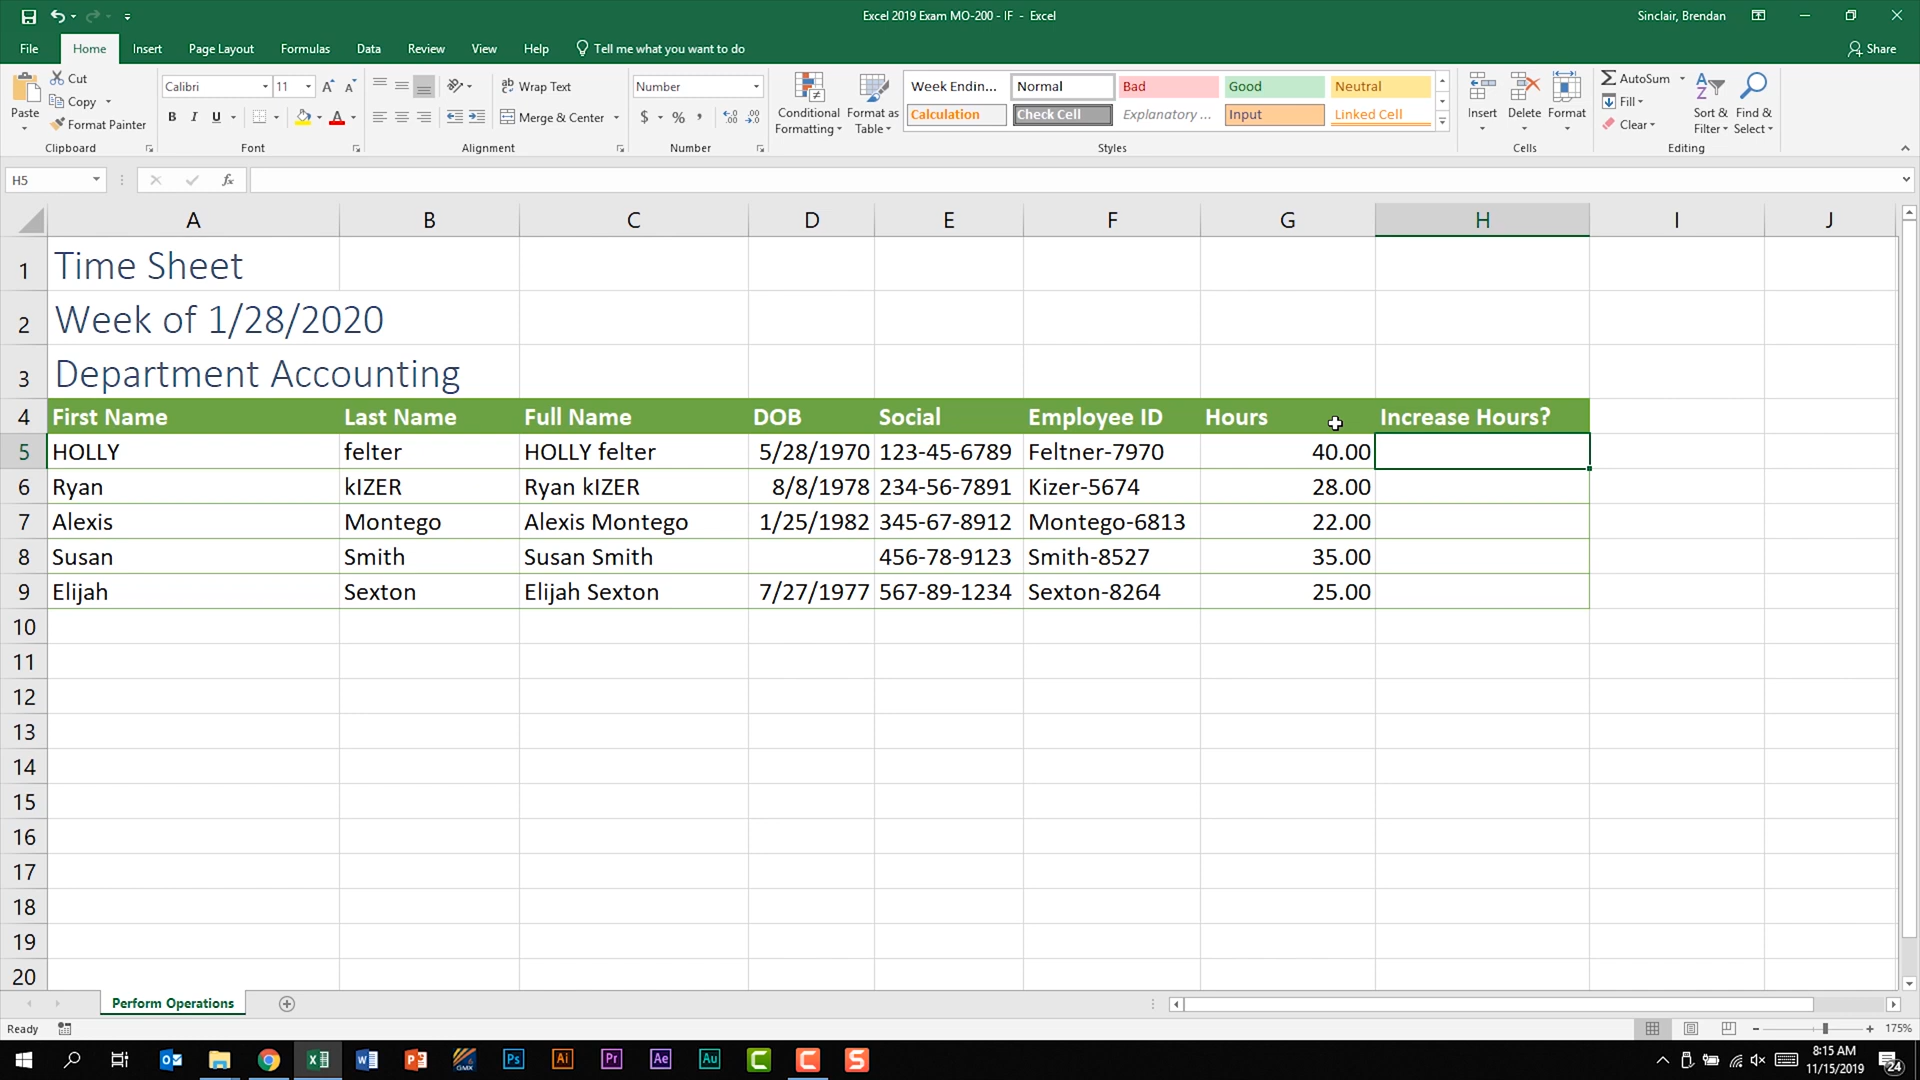 Excel 2019 Exam MO-200 - IF - Excel
Sinclair, Brendan
File Home Insert Page Layout Formulas Data Review View Help Tell me what you want to do Share
Paste
Cut
Copy
Format Painter
Clipboard
Calibri 11
B I U
Font
Wrap Text
Merge & Center
Alignment
Number
$ % ,
Number
Conditional Formatting
Format as Table
Week Endin... Normal Bad Good Neutral
Calculation Check Cell Explanatory ... Input Linked Cell
Styles
Insert Delete Format
Cells
AutoSum
Fill
Clear
Sort & Filter
Find & Select
Editing
H5 fx
A B C D E F G H I J
1 Time Sheet
2 Week of 1/28/2020
3 Department Accounting
4 First Name Last Name Full Name DOB Social Employee ID Hours Increase Hours?
5 HOLLY felter HOLLY felter 5/28/1970 123-45-6789 Feltner-7970 40.00
6 Ryan kIZER Ryan kIZER 8/8/1978 234-56-7891 Kizer-5674 28.00
7 Alexis Montego Alexis Montego 1/25/1982 345-67-8912 Montego-6813 22.00
8 Susan Smith Susan Smith 456-78-9123 Smith-8527 35.00
9 Elijah Sexton Elijah Sexton 7/27/1977 567-89-1234 Sexton-8264 25.00
10
11
12
13
14
15
16
17
18
19
20
Perform Operations
Ready 175%
Ps Ai Pr Ae Au C C S
8:15 AM
11/15/2019
24